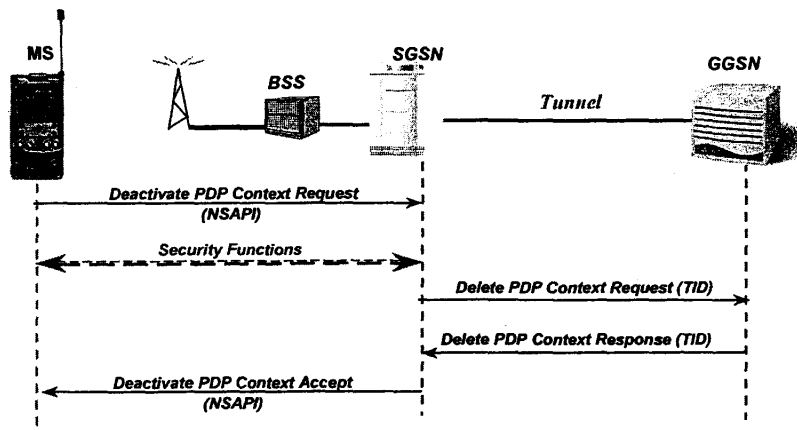 MS
BSS
SGSN
GGSN
Tunnel
Deactivate PDP Context Request
(NSAPI)
Security Functions
Delete PDP Context Request (TID)
Delete PDP Context Response (TID)
Deactivate PDP Context Accept
(NSAPI)